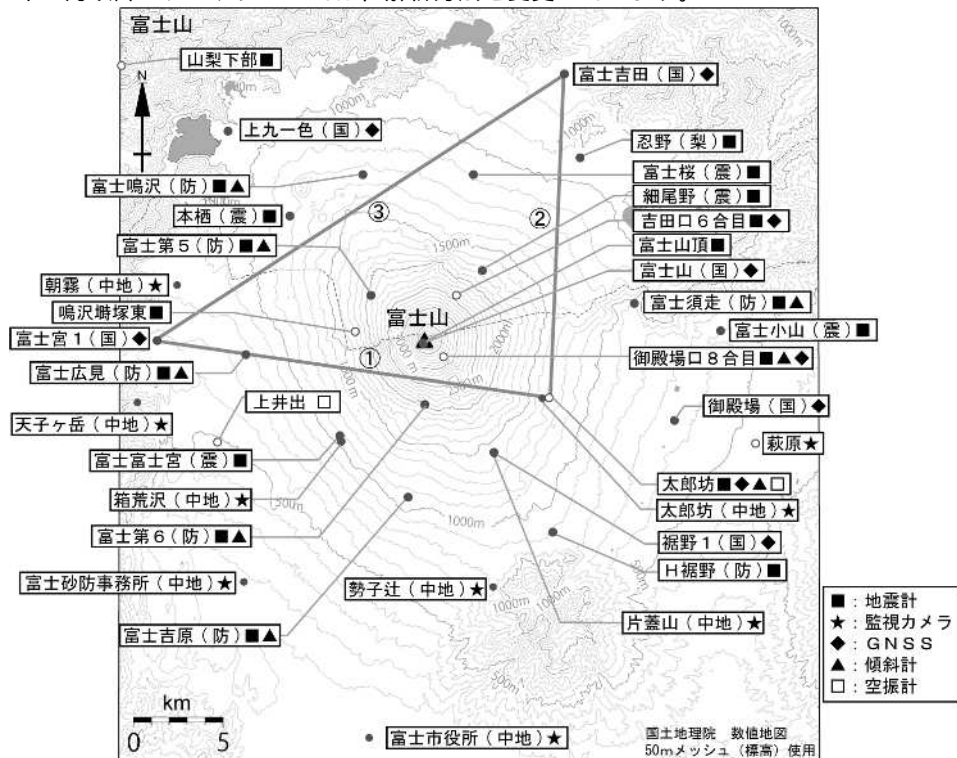 富士山
山梨下部■
N
富士吉田(国)◆
上九一色(国)◆
忍野(梨)■
富士鳴沢(防)■▲
富士桜(震)■
細尾野(震)■
本栖(震)■
③
②
吉田口6合目■◆
富士第5(防)■▲
富士山頂■
富士山(国)◆
朝霧(中地)★
富士須走(防)■▲
鳴沢塒塚東■
富士山
富士小山(震)■
富士宮1(国)◆
①
御殿場口8合目■▲◆
富士広見(防)■▲
天子ヶ岳(中地)★
上井出 □
御殿場(国)◆
萩原★
富士富士宮(震)■
太郎坊■◆▲□
箱荒沢(中地)★
太郎坊(中地)★
富士第6(防)■▲
裾野1(国)◆
富士砂防事務所(中地)★
勢子辻(中地)★
H裾野(防)■
富士吉原(防)■▲
片蓋山(中地)★
1000m
1000m
1500m
2000m
500m
1000m
1000m
500m
■:地震計
★:監視カメラ
◆:GNSS
▲:傾斜計
□:空振計
km
0 5
富士市役所(中地)★
国土地理院 数値地図
50mメッシュ(標高)使用